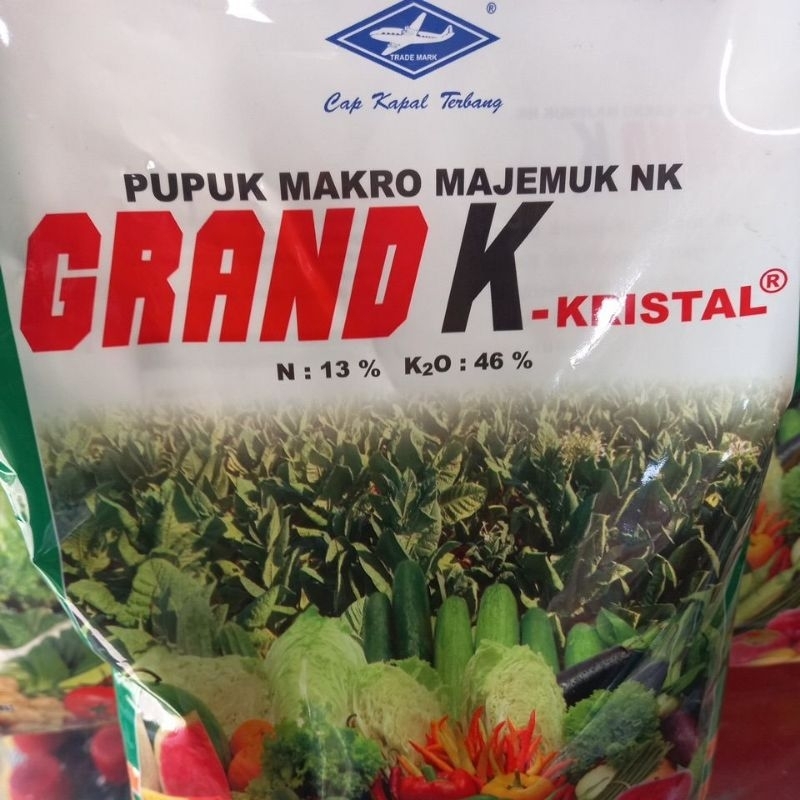 ®
TRADE MARK
Cap Kapal Terbang
PUPUK MAKRO MAJEMUK NK
GRAND K -KRISTAL®
N : 13 % K₂O : 46 %